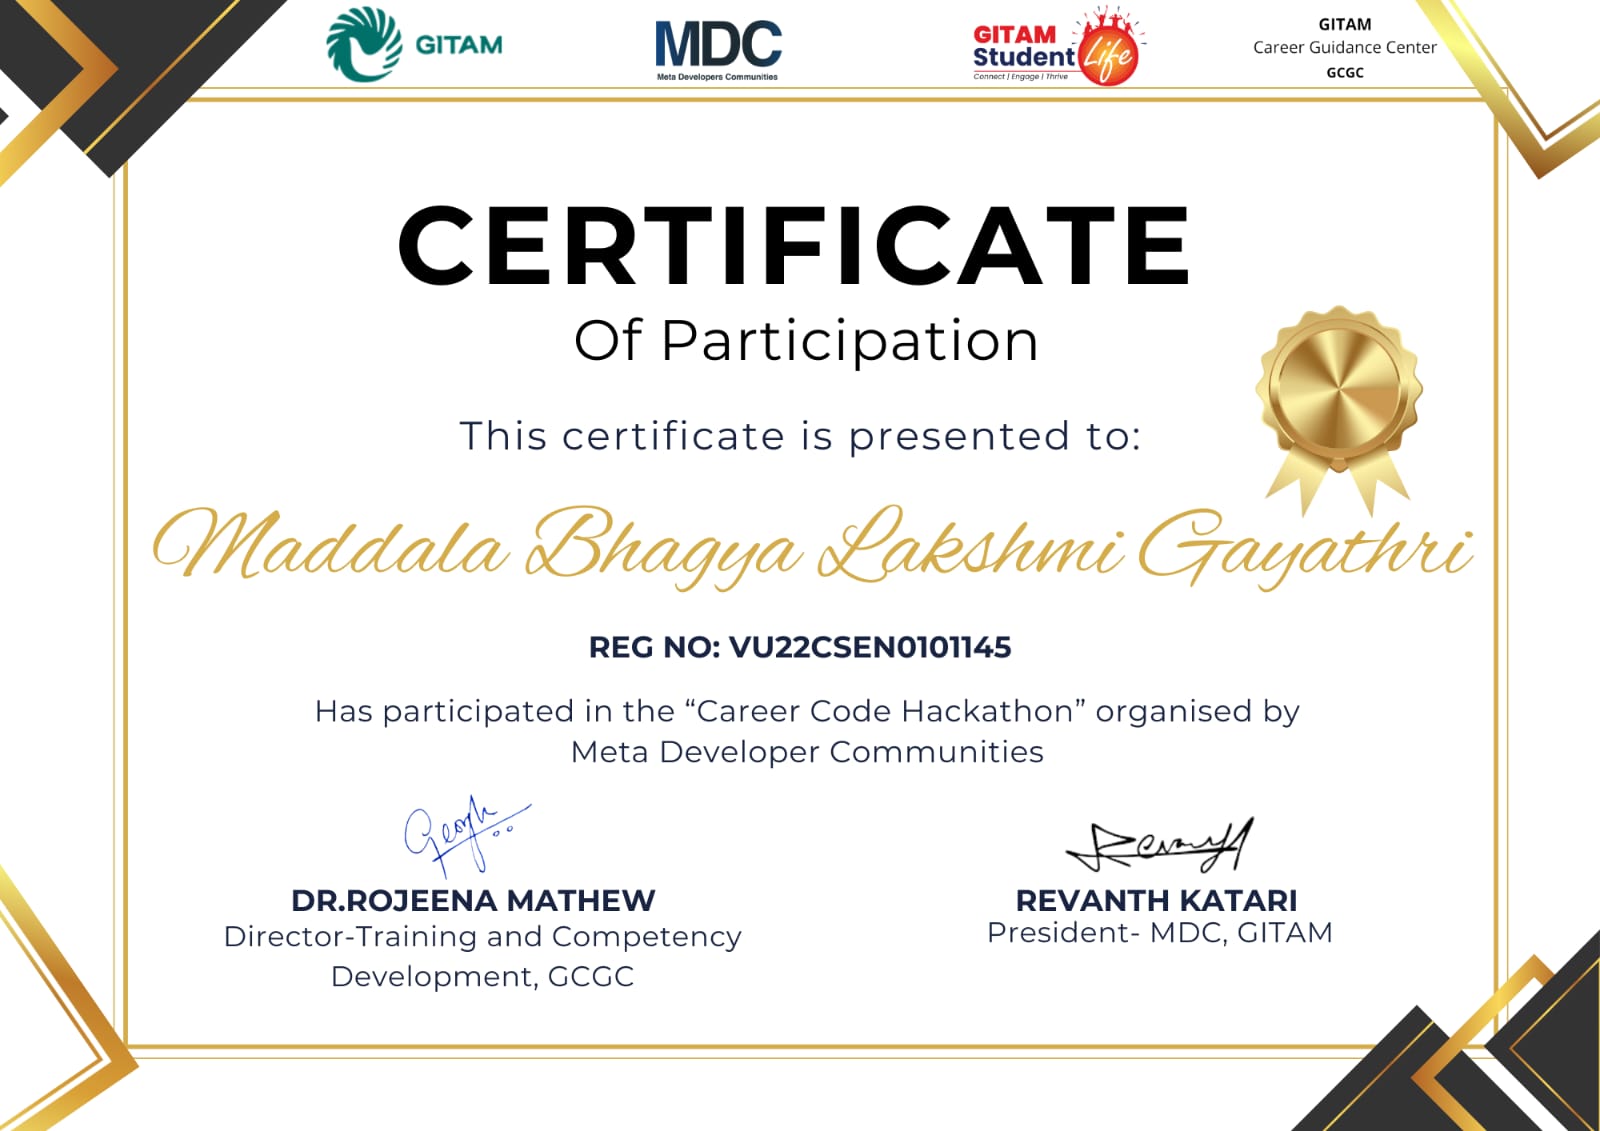 GITAM
MDC
Meta Developers Communities
GITAM
Student Life
Connect | Engage | Thrive
GITAM
Career Guidance Center
GCGC
CERTIFICATE
Of Participation
This certificate is presented to:
Maddala Bhagya Lakshmi Gayathri
REG NO: VU22CSEN0101145
Has participated in the “Career Code Hackathon” organised by
Meta Developer Communities
DR.ROJEENA MATHEW
Director-Training and Competency
Development, GCGC
REVANTH KATARI
President- MDC, GITAM